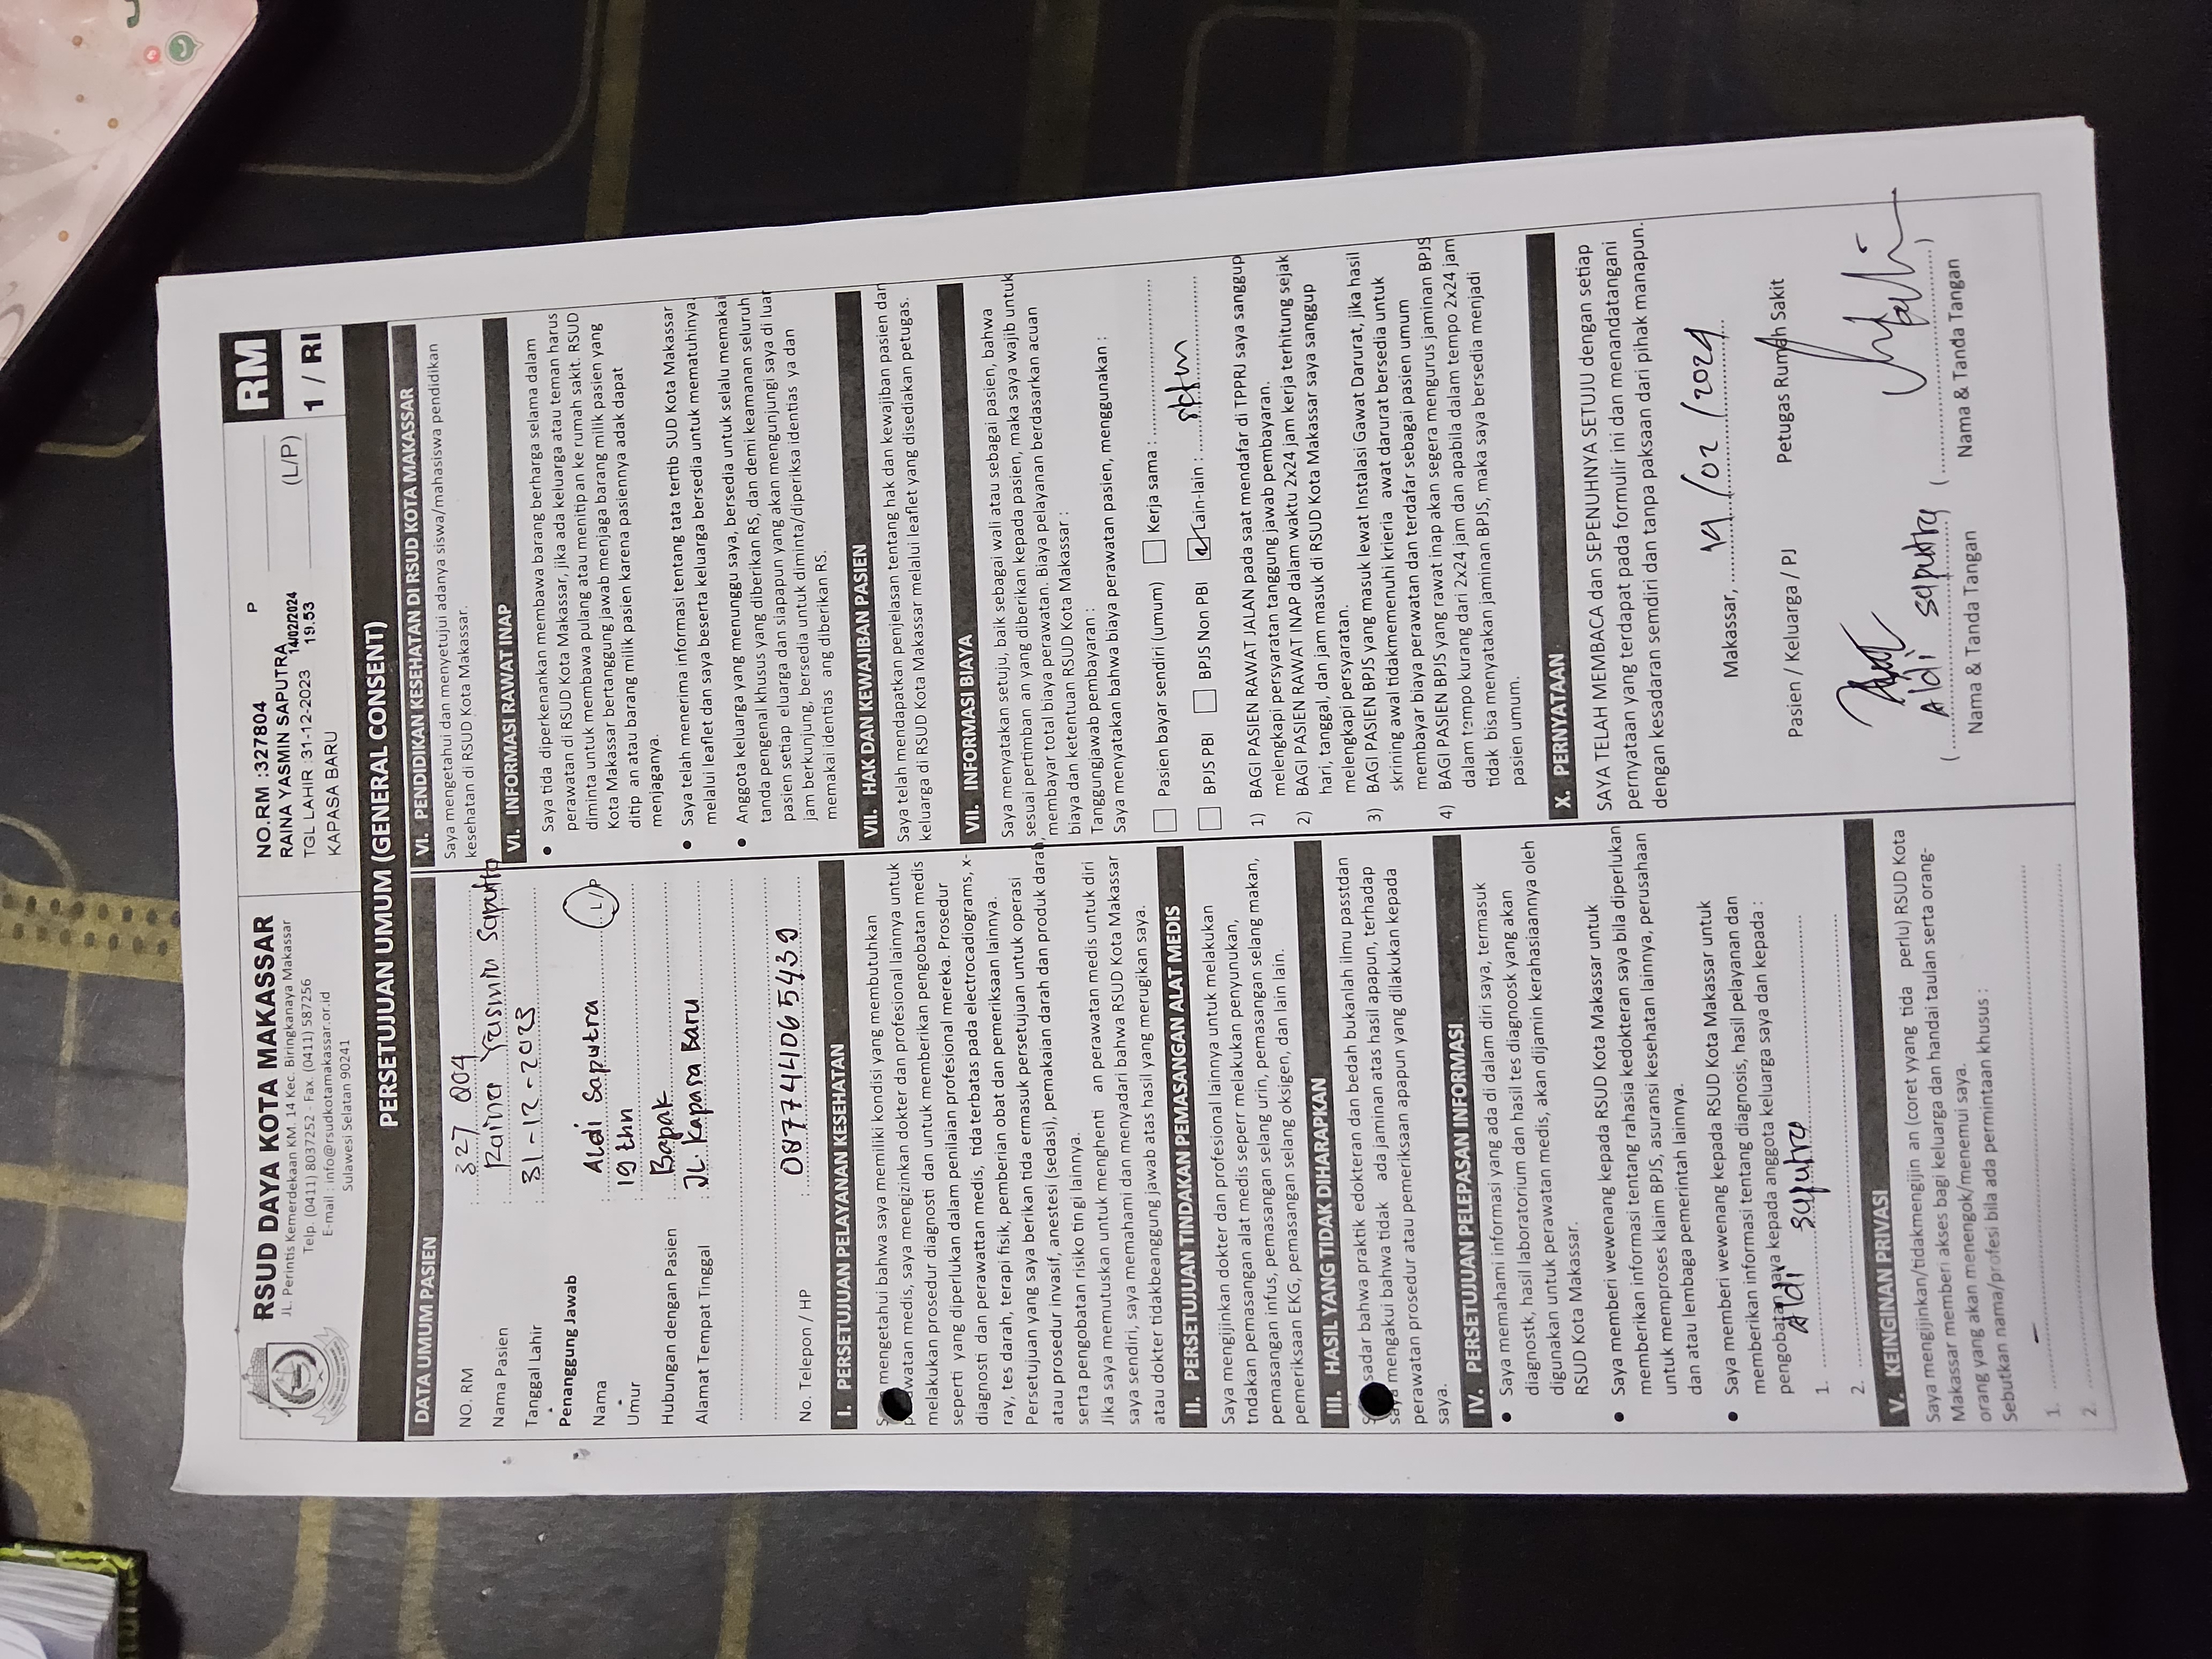 RSUD DAYA KOTA MAKASSAR
JL. Perintis Kemerdekaan KM. 14 Kec. Biringkanaya Makassar
Telp. (0411) 8037252 - Fax. (0411) 587256
E-mail : info@rsudkotamakassar.or.id
Sulawesi Selatan 90241
NO.RM :327804 P
RAINA YASMIN SAPUTRA
14/02/2024
TGL LAHIR :31-12-2023 19.53
KAPASA BARU
(L/P)
RM
1 / RI
PERSETUJUAN UMUM (GENERAL CONSENT)
DATA UMUM PASIEN
NO. RM : 327 804
Nama Pasien : Raina Yasmin Saputra
Tanggal Lahir : 31-12-2023
Penanggung Jawab
Nama : Aldi Saputra L/P
Umur : 19 thn
Hubungan dengan Pasien : Bapak
Alamat Tempat Tinggal : JL. Kapasa Baru
No. Telepon / HP : 087744065439
I. PERSETUJUAN PELAYANAN KESEHATAN
mengetahui bahwa saya memiliki kondisi yang membutuhkan
perawatan medis, saya mengizinkan dokter dan profesional lainnya untuk
melakukan prosedur diagnosti dan untuk memberikan pengobatan medis
seperti yang diperlukan dalam penilaian profesional mereka. Prosedur
diagnosti dan perawattan medis, tida terbatas pada electrocadiograms, x-
ray, tes darah, terapi fisik, pemberian obat dan pemeriksaan lainnya.
Persetujuan yang saya berikan tida ermasuk persetujuan untuk operasi
atau prosedur invasif, anestesi (sedasi), pemakaian darah dan produk darah,
serta pengobatan risiko tin gi lainnya.
Jika saya memutuskan untuk menghenti an perawatan medis untuk diri
saya sendiri, saya memahami dan menyadari bahwa RSUD Kota Makassar
atau dokter tidakbeanggung jawab atas hasil yang merugikan saya.
II. PERSETUJUAN TINDAKAN PEMASANGAN ALAT MEDIS
Saya mengijinkan dokter dan profesional lainnya untuk melakukan
tndakan pemasangan alat medis seperr melakukan penyunukan,
pemasangan infus, pemasangan selang urin, pemasangan selang makan,
pemeriksaan EKG, pemasangan selang oksigen, dan lain lain.
III. HASIL YANG TIDAK DIHARAPKAN
sadar bahwa praktik edokteran dan bedah bukanlah ilmu passtdan
saya mengakui bahwa tidak ada jaminan atas hasil apapun, terhadap
perawatan prosedur atau pemeriksaan apapun yang dilakukan kepada
saya.
IV. PERSETUJUAN PELEPASAN INFORMASI
• Saya memahami informasi yang ada di dalam diri saya, termasuk
diagnostk, hasil laboratorium dan hasil tes diagnoosk yang akan
digunakan untuk perawatan medis, akan dijamin kerahasiaannya oleh
RSUD Kota Makassar.
• Saya memberi wewenang kepada RSUD Kota Makassar untuk
memberikan informasi tentang rahasia kedokteran saya bila diperlukan
untuk memproses klaim BPJS, asuransi kesehatan lainnya, perusahaan
dan atau lembaga pemerintah lainnya.
• Saya memberi wewenang kepada RSUD Kota Makassar untuk
memberikan informasi tentang diagnosis, hasil pelayanan dan
pengobatan saya kepada anggota keluarga saya dan kepada :
1. Aldi saputra
2.
V. KEINGINAN PRIVASI
Saya mengijinkan/tidakmengijin an (coret yyang tida perlu) RSUD Kota
Makassar memberi akses bagi keluarga dan handai taulan serta orang-
orang yang akan menengok/menemui saya.
Sebutkan nama/profesi bila ada permintaan khusus :
1. –
2.
VI. PENDIDIKAN KESEHATAN DI RSUD KOTA MAKASSAR
Saya mengetahui dan menyetujui adanya siswa/mahasiswa pendidikan
kesehatan di RSUD Kota Makassar.
VI. INFORMASI RAWAT INAP
• Saya tida diperkenankan membawa barang berharga selama dalam
perawatan di RSUD Kota Makassar, jika ada keluarga atau teman harus
diminta untuk membawa pulang atau menitip an ke rumah sakit. RSUD
Kota Makassar bertanggung jawab menjaga barang milik pasien yang
ditip an atau barang milik pasien karena pasiennya adak dapat
menjaganya.
• Saya telah menerima informasi tentang tata tertib SUD Kota Makassar
melalui leaflet dan saya beserta keluarga bersedia untuk mematuhinya.
• Anggota keluarga yang menunggu saya, bersedia untuk selalu memakai
tanda pengenal khusus yang diberikan RS, dan demi keamanan seluruh
pasien setiap eluarga dan siapapun yang akan mengunjungi saya di luar
jam berkunjung, bersedia untuk diminta/diperiksa identias ya dan
memakai identias ang diberikan RS.
VII. HAK DAN KEWAJIBAN PASIEN
Saya telah mendapatkan penjelasan tentang hak dan kewajiban pasien dan
keluarga di RSUD Kota Makassar melalui leaflet yang disediakan petugas.
VII. INFORMASI BIAYA
Saya menyatakan setuju, baik sebagai wali atau sebagai pasien, bahwa
sesuai pertimban an yang diberikan kepada pasien, maka saya wajib untuk
membayar total biaya perawatan. Biaya pelayanan berdasarkan acuan
biaya dan ketentuan RSUD Kota Makassar :
Tanggungjawab pembayaran :
Saya menyatakan bahwa biaya perawatan pasien, menggunakan :
Pasien bayar sendiri (umum) Kerja sama :
BPJS PBI BPJS Non PBI Lain-lain : sktm
1) BAGI PASIEN RAWAT JALAN pada saat mendafar di TPPRJ saya sanggup
melengkapi persyaratan tanggung jawab pembayaran.
2) BAGI PASIEN RAWAT INAP dalam waktu 2x24 jam kerja terhitung sejak
hari, tanggal, dan jam masuk di RSUD Kota Makassar saya sanggup
melengkapi persyaratan.
3) BAGI PASIEN BPJS yang masuk lewat Instalasi Gawat Darurat, jika hasil
skrining awal tidakmemenuhi krieria awat darurat bersedia untuk
membayar biaya perawatan dan terdafar sebagai pasien umum
4) BAGI PASIEN BPJS yang rawat inap akan segera mengurus jaminan BPJS
dalam tempo kurang dari 2x24 jam dan apabila dalam tempo 2x24 jam
tidak bisa menyatakan jaminan BPJS, maka saya bersedia menjadi
pasien umum.
X. PERNYATAAN
SAYA TELAH MEMBACA dan SEPENUHNYA SETUJU dengan setiap
pernyataan yang terdapat pada formulir ini dan menandatangani
dengan kesadaran semdiri dan tanpa paksaan dari pihak manapun.
Makassar, 14/02/2024
Pasien / Keluarga / PJ Petugas Rumah Sakit
( Aldi saputra ( )
Nama & Tanda Tangan Nama & Tanda Tangan